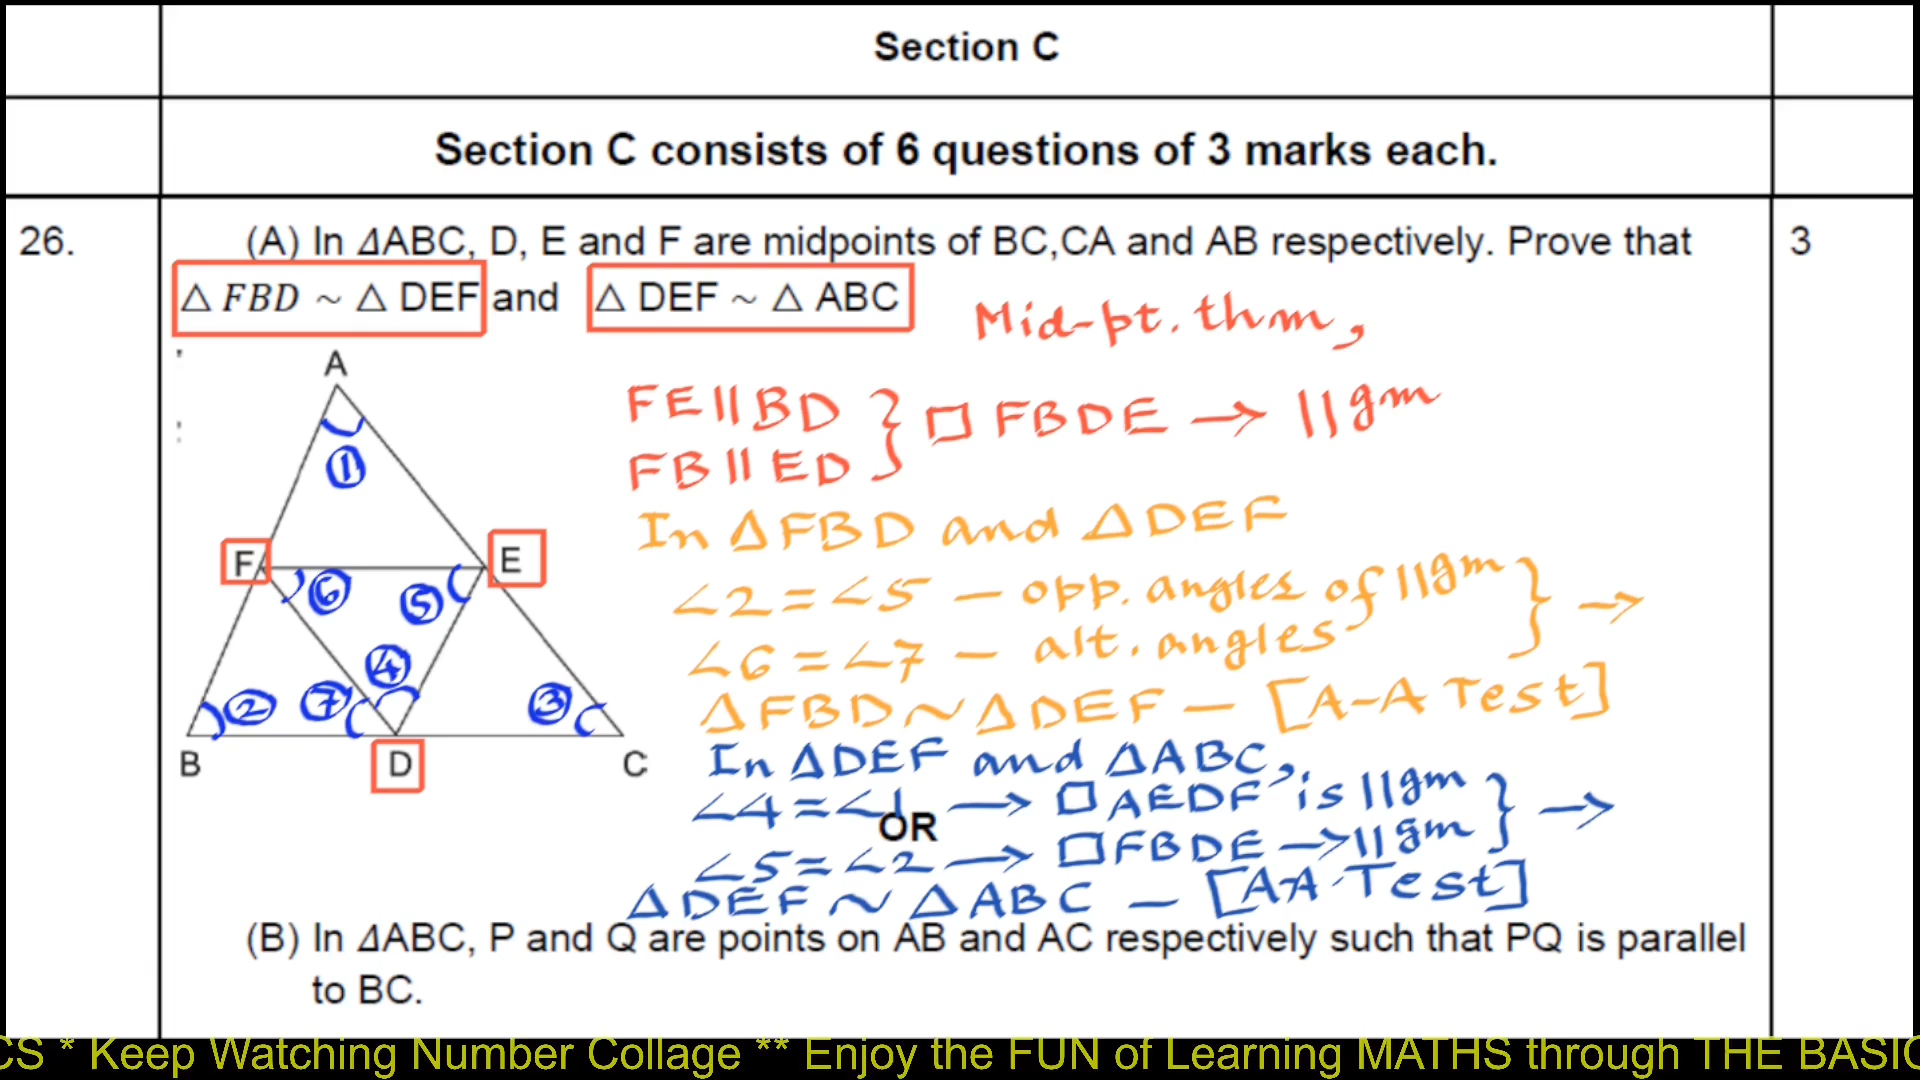 Section C
Section C consists of 6 questions of 3 marks each.
26. (A) In ΔABC, D, E and F are midpoints of BC,CA and AB respectively. Prove that 3
△ FBD ~ △ DEF and △ DEF ~ △ ABC
Mid-pt. thm,
A
1
FE||BD } □ FBDE → ||gm
FB||ED
In ΔFBD and ΔDEF
F
E
6
5
∠2 = ∠5 — opp. angles of ||gm } →
∠6 = ∠7 — alt. angles
4
2
7
3
ΔFBD ~ ΔDEF — [A-A Test]
B
D
C
In ΔDEF and ΔABC,
∠4 = ∠1 → □AEDF is ||gm } →
OR
∠5 = ∠2 → □FBDE → ||gm
ΔDEF ~ ΔABC — [AA Test]
(B) In ΔABC, P and Q are points on AB and AC respectively such that PQ is parallel
to BC.
CS * Keep Watching Number Collage ** Enjoy the FUN of Learning MATHS through THE BASIC